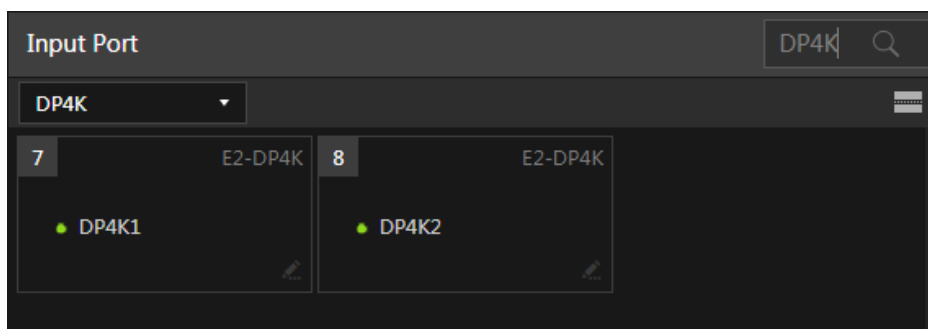 Input Port
DP4K
DP4K
7
E2-DP4K
8
E2-DP4K
DP4K1
DP4K2